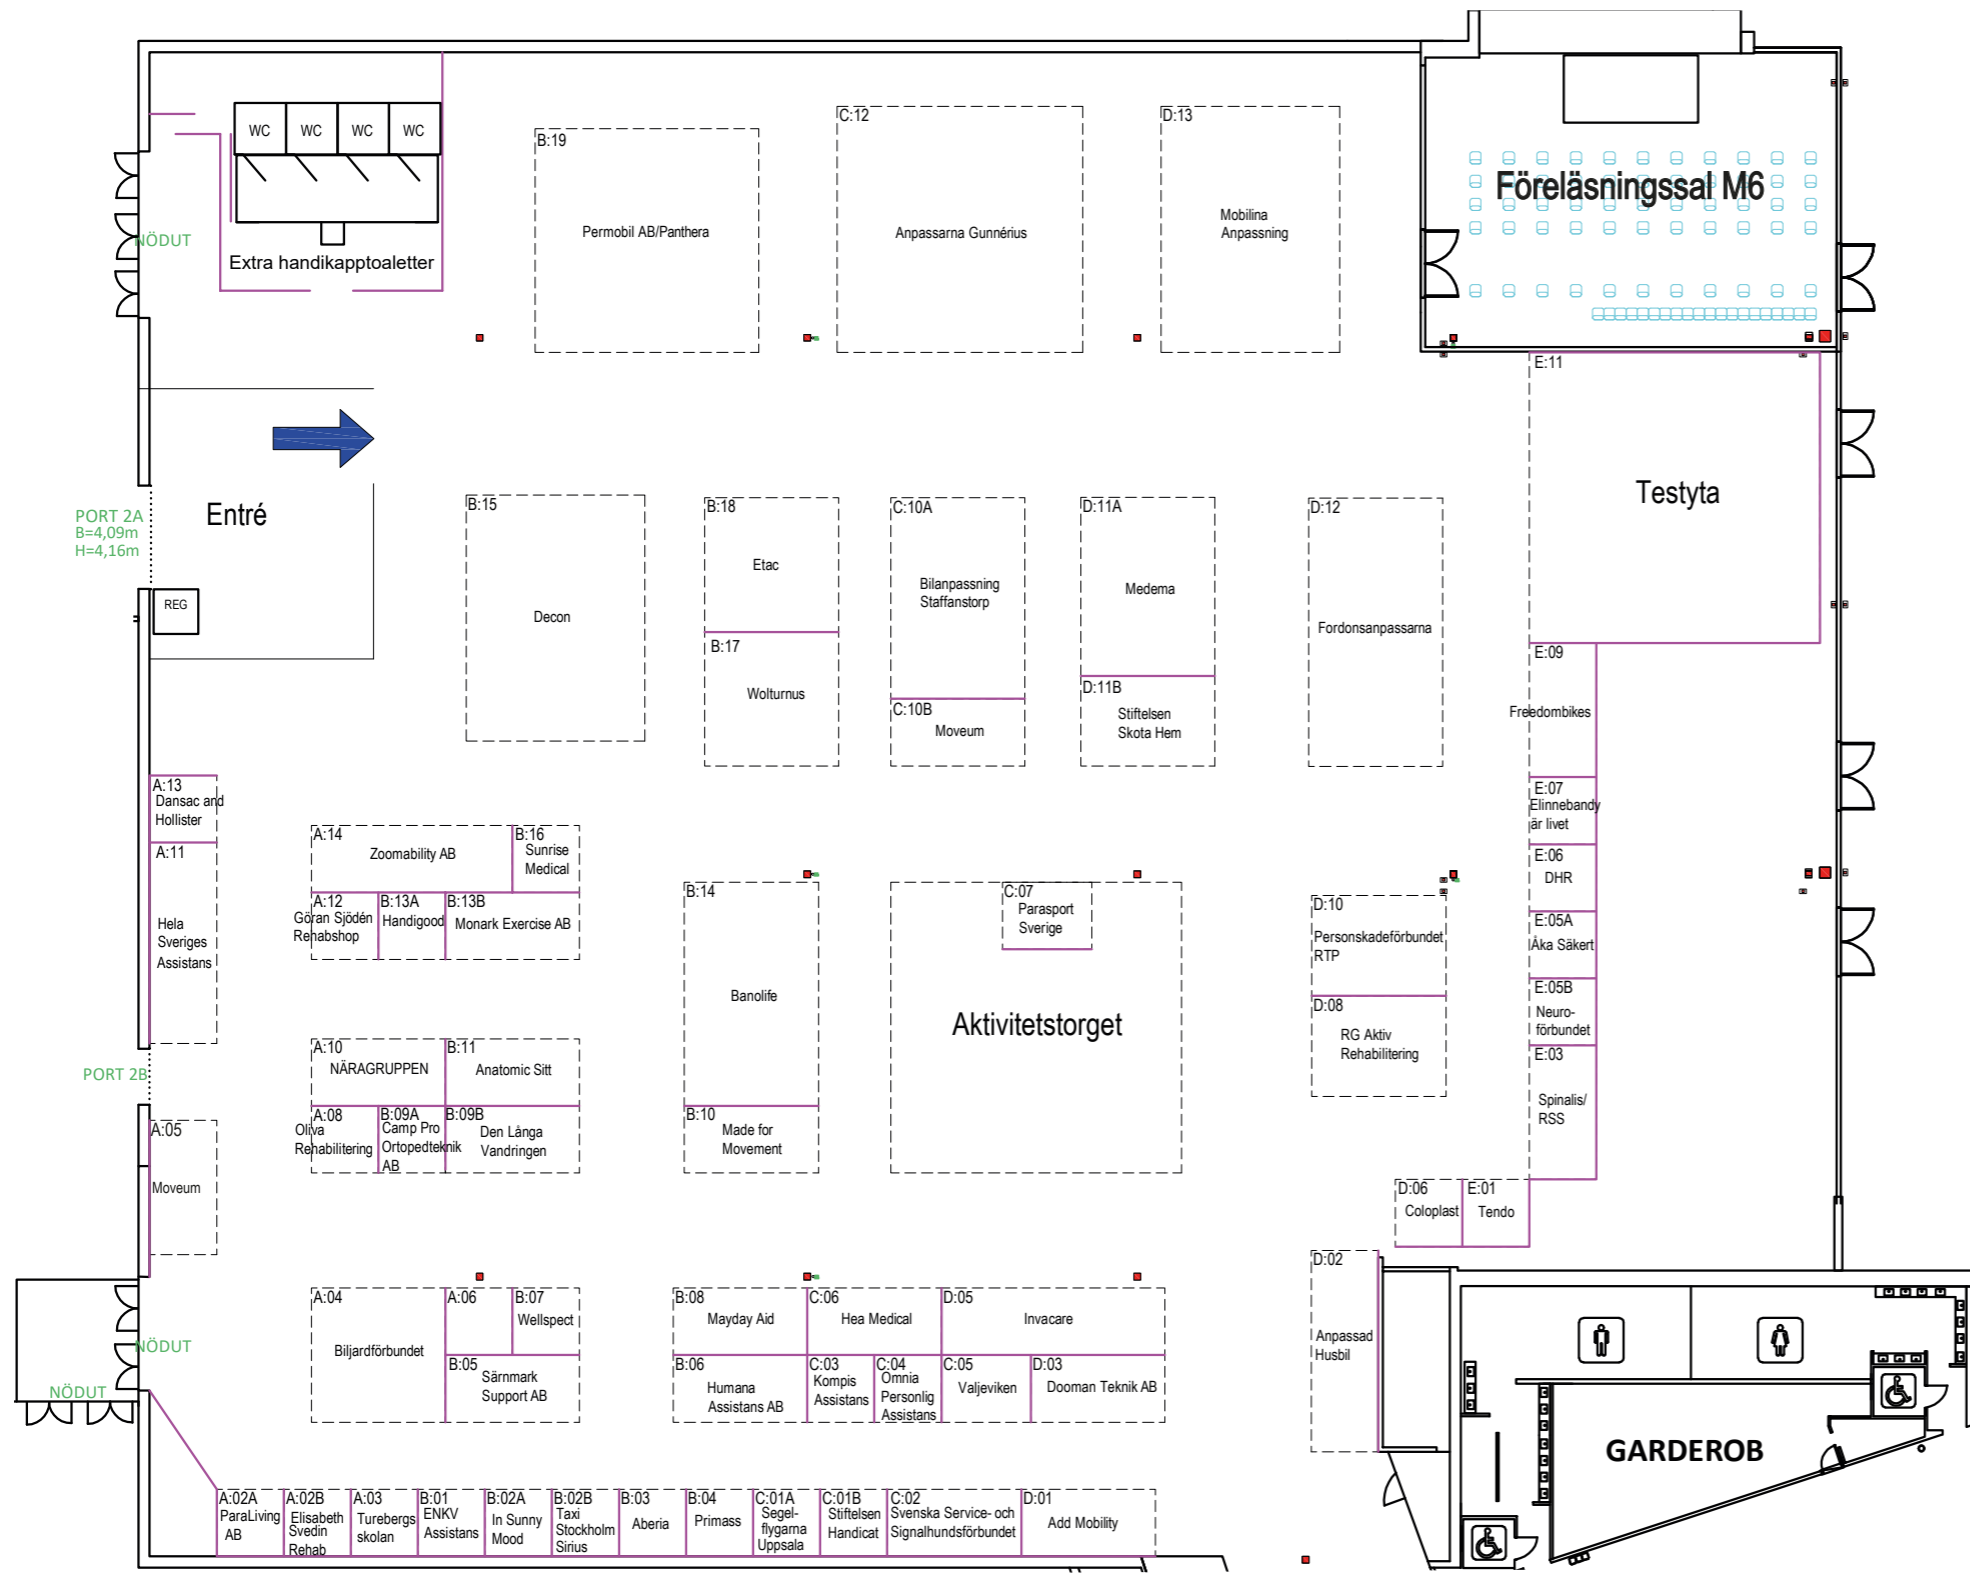 WC
WC
WC
WC
NÖDUT
Extra handikapptoaletter
B:19
Permobil AB/Panthera
C:12
Anpassarna Gunnérius
D:13
Mobilina
Anpassning
Föreläsningssal M6
E:11
Testyta
PORT 2A
B=4,09m
H=4,16m
Entré
REG
B:15
Decon
B:18
Etac
B:17
Wolturnus
C:10A
Bilanpassning
Staffanstorp
C:10B
Moveum
D:11A
Medema
D:11B
Stiftelsen
Skota Hem
D:12
Fordonsanpassarna
E:09
Freedombikes
E:07
Elinnebandy
är livet
E:06
DHR
E:05A
Åka Säkert
E:05B
Neuro-
förbundet
E:03
Spinalis/
RSS
A:13
Dansac and
Hollister
A:11
Hela
Sveriges
Assistans
A:14
Zoomability AB
B:16
Sunrise
Medical
A:12
Göran Sjödén
Rehabshop
B:13A
Handigood
B:13B
Monark Exercise AB
B:14
Banolife
C:07
Parasport
Sverige
Aktivitetstorget
D:10
Personskadeförbundet
RTP
D:08
RG Aktiv
Rehabilitering
PORT 2B
A:10
NÄRAGRUPPEN
B:11
Anatomic Sitt
A:08
Oliva
Rehabilitering
B:09A
Camp Pro
Ortopedteknik
AB
B:09B
Den Långa
Vandringen
B:10
Made for
Movement
A:05
Moveum
D:06
Coloplast
E:01
Tendo
D:02
Anpassad
Husbil
NÖDUT
NÖDUT
A:04
Biljardförbundet
A:06
B:07
Wellspect
B:05
Särnmark
Support AB
B:08
Mayday Aid
C:06
Hea Medical
D:05
Invacare
B:06
Humana
Assistans AB
C:03
Kompis
Assistans
C:04
Omnia
Personlig
Assistans
C:05
Valjeviken
D:03
Dooman Teknik AB
GARDEROB
A:02A
ParaLiving
AB
A:02B
Elisabeth
Svedin
Rehab
A:03
Turebergs
skolan
B:01
ENKV
Assistans
B:02A
In Sunny
Mood
B:02B
Taxi
Stockholm
Sirius
B:03
Aberia
B:04
Primass
C:01A
Segel-
flygarna
Uppsala
C:01B
Stiftelsen
Handicat
C:02
Svenska Service- och
Signalhundsförbundet
D:01
Add Mobility